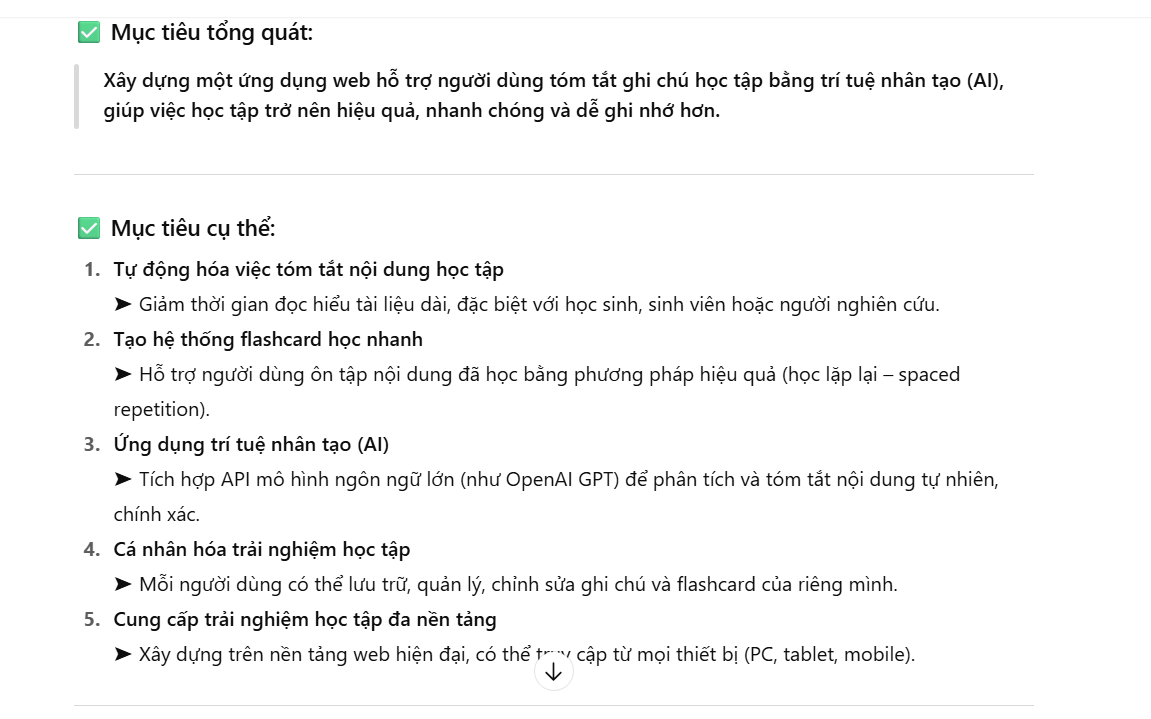 ✅ Mục tiêu tổng quát:
Xây dựng một ứng dụng web hỗ trợ người dùng tóm tắt ghi chú học tập bằng trí tuệ nhân tạo (AI),
giúp việc học tập trở nên hiệu quả, nhanh chóng và dễ ghi nhớ hơn.
✅ Mục tiêu cụ thể:
1. Tự động hóa việc tóm tắt nội dung học tập
➤ Giảm thời gian đọc hiểu tài liệu dài, đặc biệt với học sinh, sinh viên hoặc người nghiên cứu.
2. Tạo hệ thống flashcard học nhanh
➤ Hỗ trợ người dùng ôn tập nội dung đã học bằng phương pháp hiệu quả (học lặp lại – spaced
repetition).
3. Ứng dụng trí tuệ nhân tạo (AI)
➤ Tích hợp API mô hình ngôn ngữ lớn (như OpenAI GPT) để phân tích và tóm tắt nội dung tự nhiên,
chính xác.
4. Cá nhân hóa trải nghiệm học tập
➤ Mỗi người dùng có thể lưu trữ, quản lý, chỉnh sửa ghi chú và flashcard của riêng mình.
5. Cung cấp trải nghiệm học tập đa nền tảng
➤ Xây dựng trên nền tảng web hiện đại, có thể truy cập từ mọi thiết bị (PC, tablet, mobile).